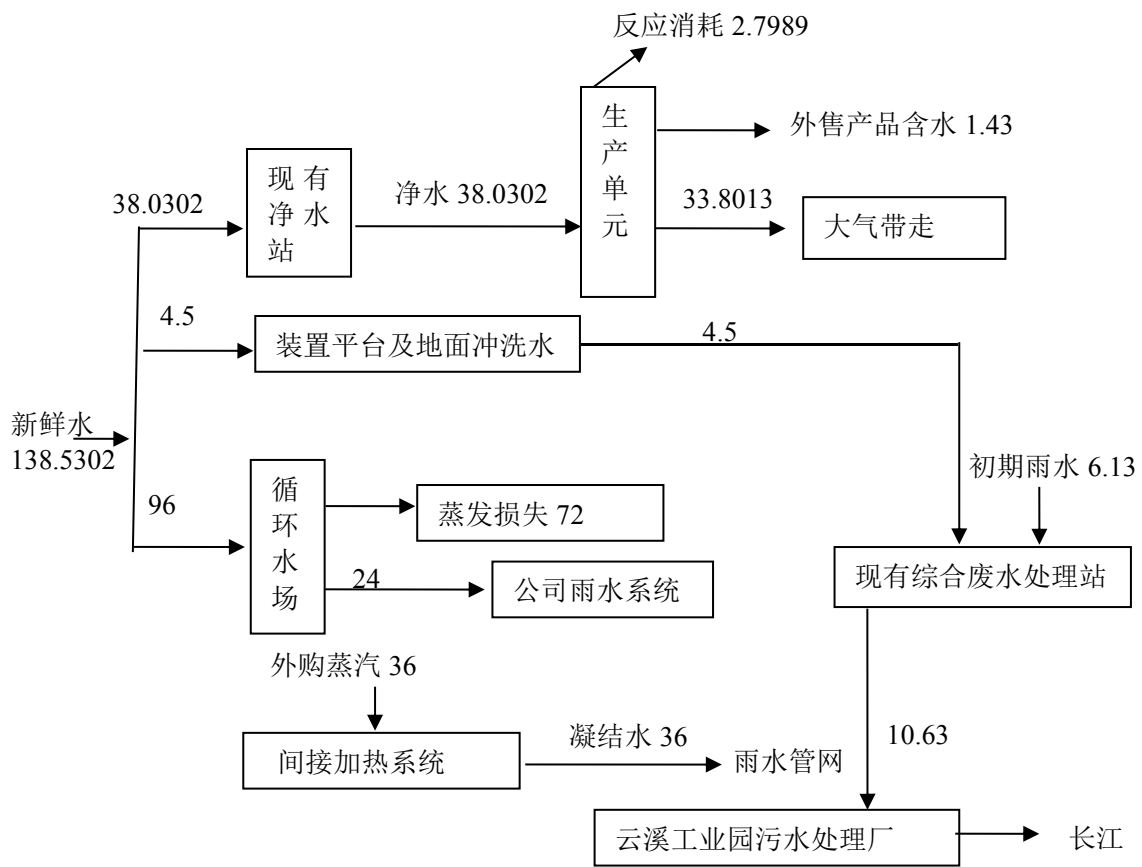 反应消耗 2.7989
生
产
单
元
外售产品含水 1.43
现 有
净 水
站
38.0302
净水 38.0302
33.8013
大气带走
4.5
装置平台及地面冲洗水
4.5
新鲜水
138.5302
初期雨水 6.13
96
循
环
水
场
蒸发损失 72
24
公司雨水系统
现有综合废水处理站
外购蒸汽 36
间接加热系统
凝结水 36
雨水管网
10.63
云溪工业园污水处理厂
长江